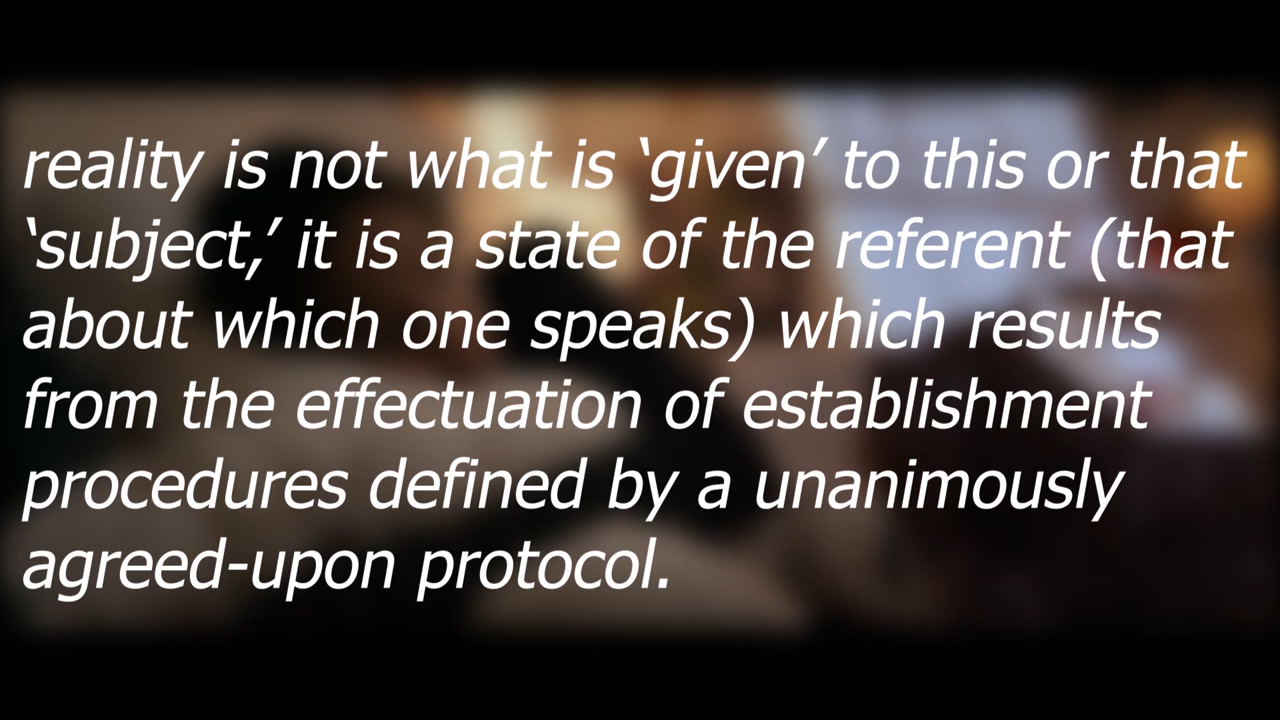 reality is not what is ‘given’ to this or that
‘subject,’ it is a state of the referent (that
about which one speaks) which results
from the effectuation of establishment
procedures defined by a unanimously
agreed-upon protocol.